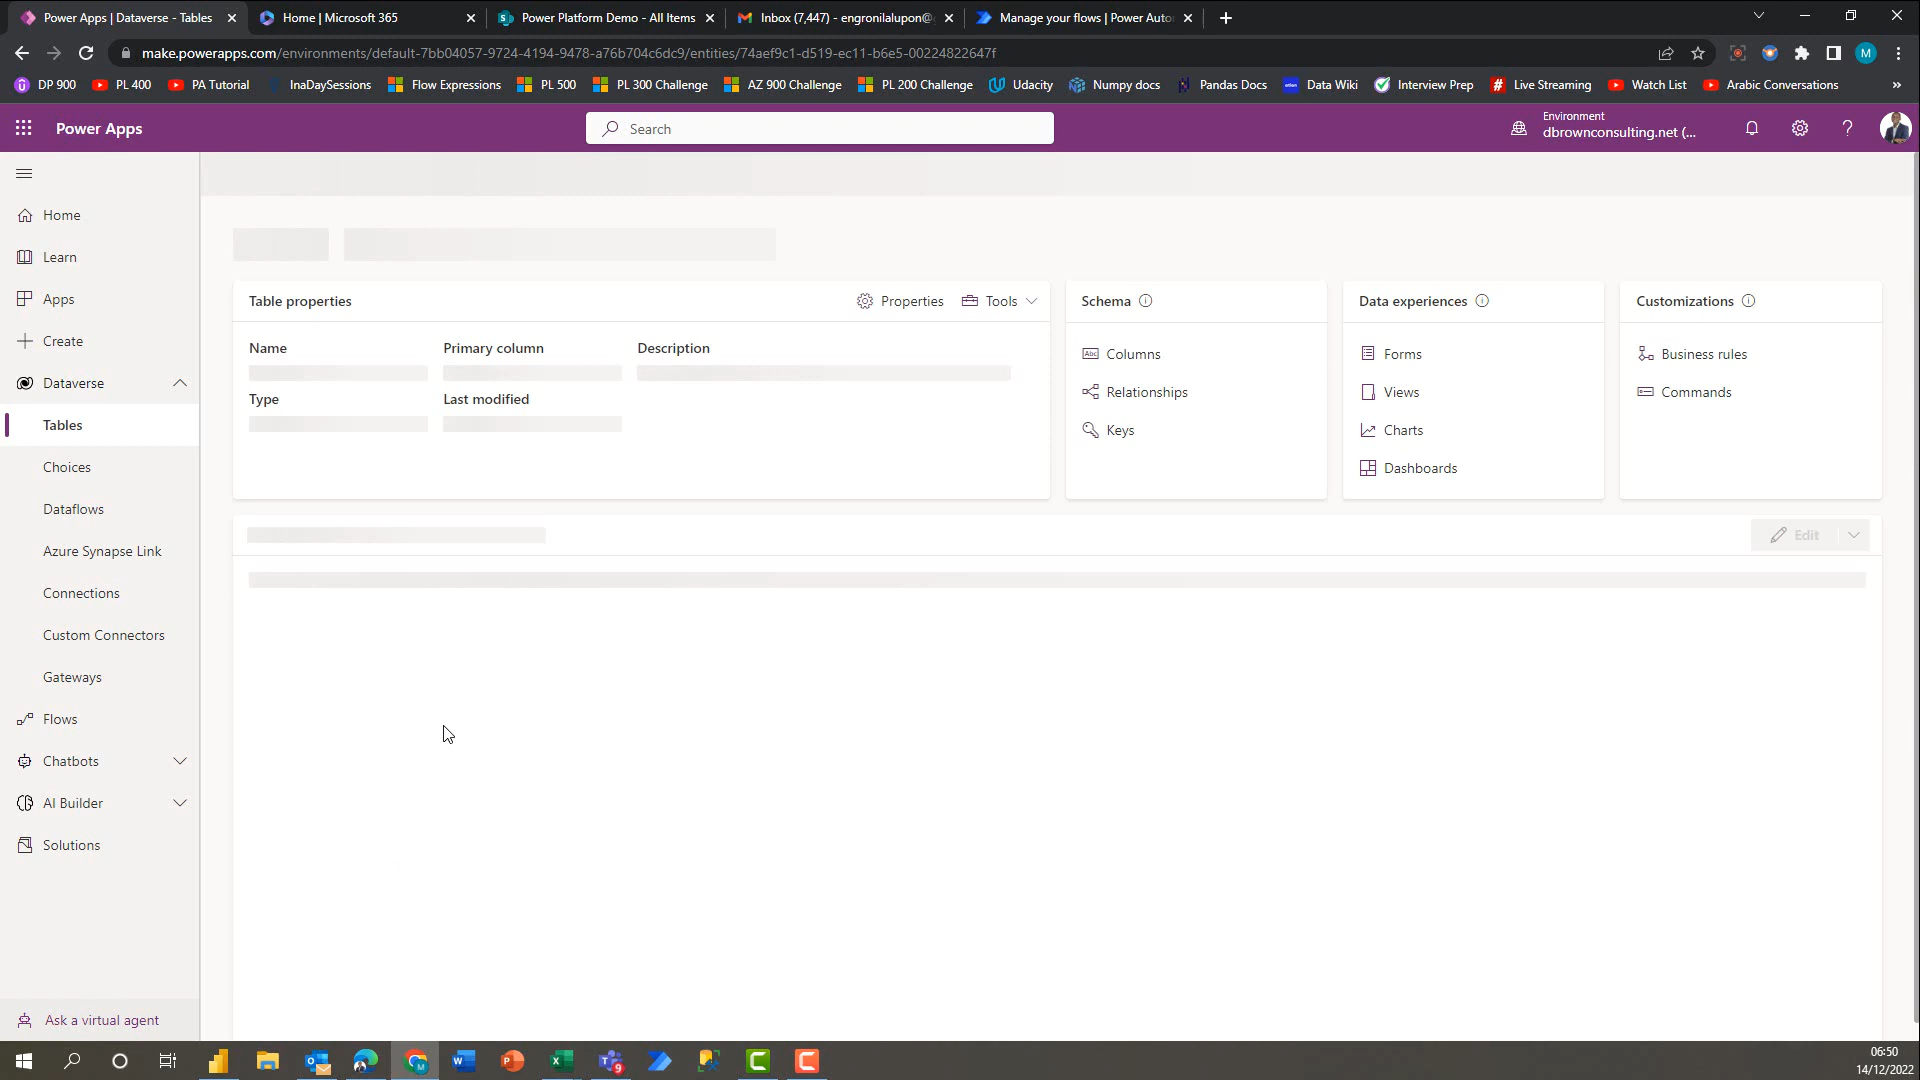 Power Apps | Dataverse - Tables
Home | Microsoft 365
Power Platform Demo - All Items
Inbox (7,447) - engronilalupon@
Manage your flows | Power Auto
make.powerapps.com/environments/default-7bb04057-9724-4194-9478-a76b704c6dc9/entities/74aef9c1-d519-ec11-b6e5-00224822647f
M
DP 900
PL 400
PA Tutorial
InaDaySessions
Flow Expressions
PL 500
PL 300 Challenge
AZ 900 Challenge
PL 200 Challenge
Udacity
Numpy docs
Pandas Docs
Data Wiki
Interview Prep
Live Streaming
Watch List
Arabic Conversations
»
Power Apps
Search
Environment
dbrownconsulting.net (...
Home
Learn
Apps
Create
Dataverse
Tables
Choices
Dataflows
Azure Synapse Link
Connections
Custom Connectors
Gateways
Flows
Chatbots
AI Builder
Solutions
Ask a virtual agent
Table properties
Properties
Tools
Name
Primary column
Description
Type
Last modified
Schema
Columns
Relationships
Keys
Data experiences
Forms
Views
Charts
Dashboards
Customizations
Business rules
Commands
Edit
06:50
14/12/2022